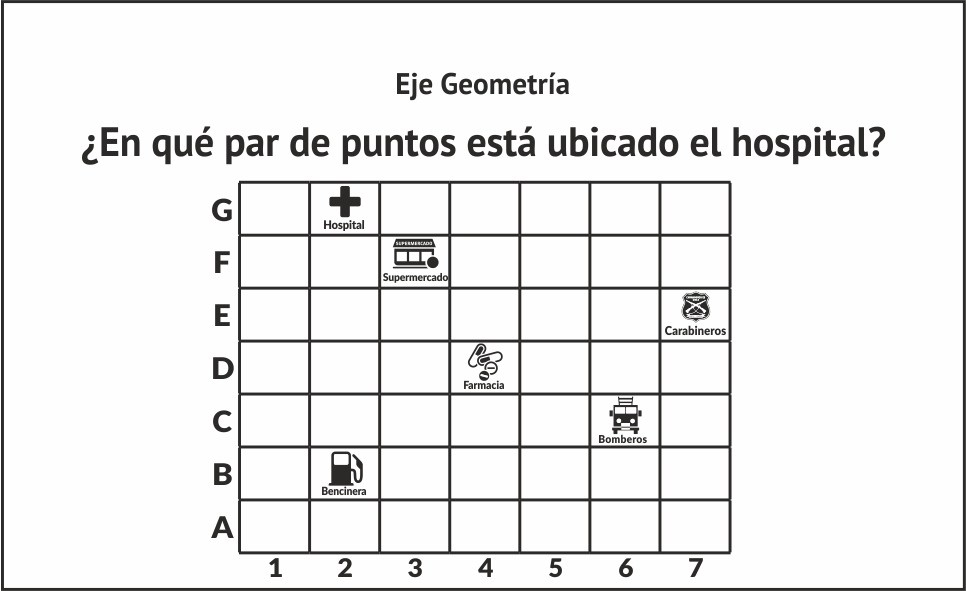 Eje Geometría
¿En qué par de puntos está ubicado el hospital?
G
Hospital
F
SUPERMERCADO
Supermercado
E
Carabineros
D
Farmacia
C
Bomberos
B
Bencinera
A
1 2 3 4 5 6 7